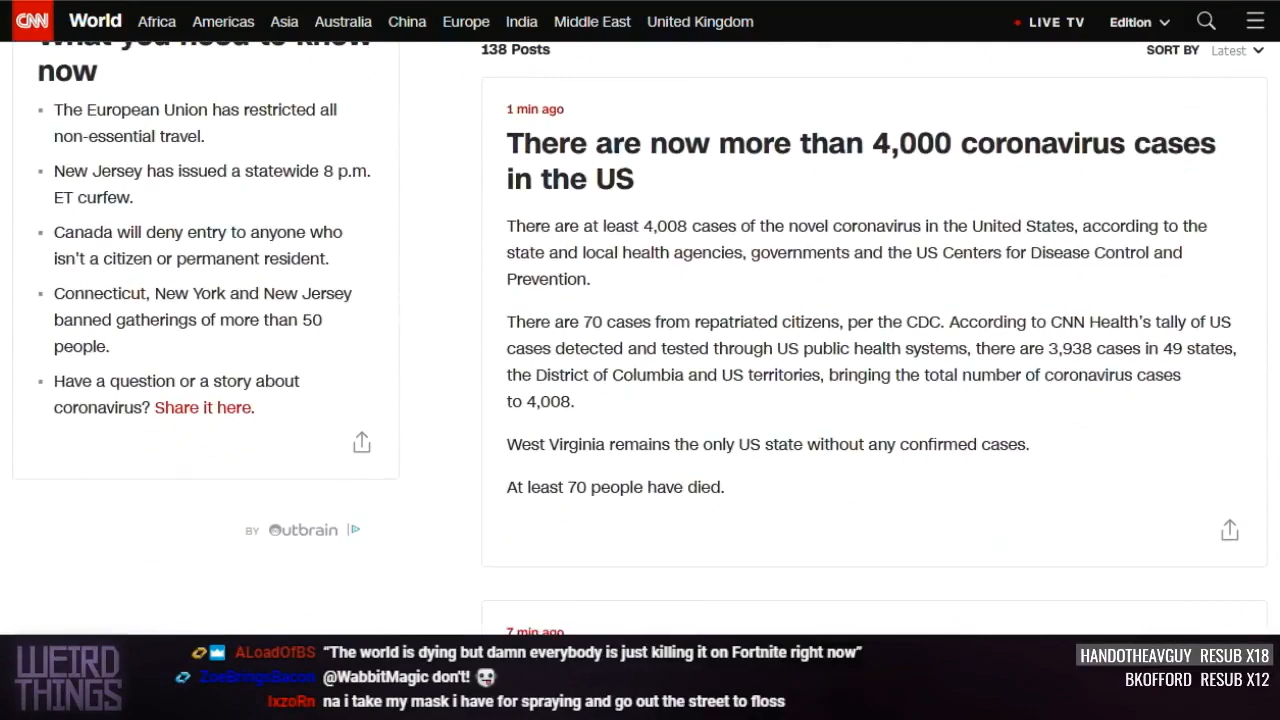 CNN World Africa Americas Asia Australia China Europe India Middle East United Kingdom LIVE TV Edition
What you need to know
now
• The European Union has restricted all
non-essential travel.
• New Jersey has issued a statewide 8 p.m.
ET curfew.
• Canada will deny entry to anyone who
isn't a citizen or permanent resident.
• Connecticut, New York and New Jersey
banned gatherings of more than 50
people.
• Have a question or a story about
coronavirus? Share it here.
BY Outbrain
138 Posts
SORT BY Latest
1 min ago
There are now more than 4,000 coronavirus cases
in the US
There are at least 4,008 cases of the novel coronavirus in the United States, according to the
state and local health agencies, governments and the US Centers for Disease Control and
Prevention.
There are 70 cases from repatriated citizens, per the CDC. According to CNN Health's tally of US
cases detected and tested through US public health systems, there are 3,938 cases in 49 states,
the District of Columbia and US territories, bringing the total number of coronavirus cases
to 4,008.
West Virginia remains the only US state without any confirmed cases.
At least 70 people have died.
7 min ago
WEIRD
THINGS
ALoadOfBS "The world is dying but damn everybody is just killing it on Fortnite right now"
ZoeBringsBacon @WabbitMagic don't!
IxzoRn na i take my mask i have for spraying and go out the street to floss
HANDOTHEAVGUY RESUB X18
BKOFFORD RESUB X12